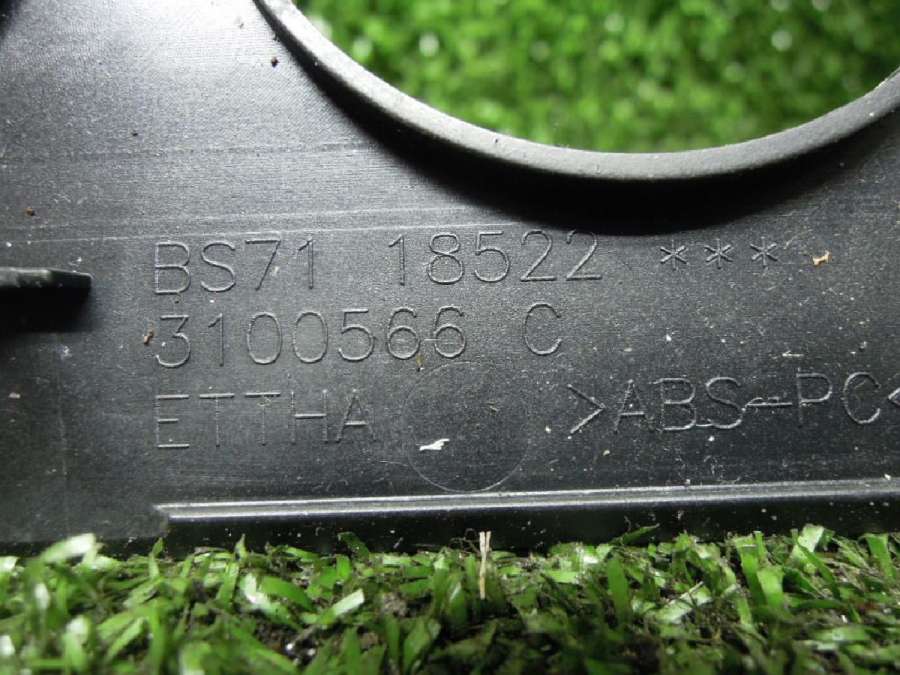 BS71 18522 ***
3100566 C
ETTHA >ABS-PC<